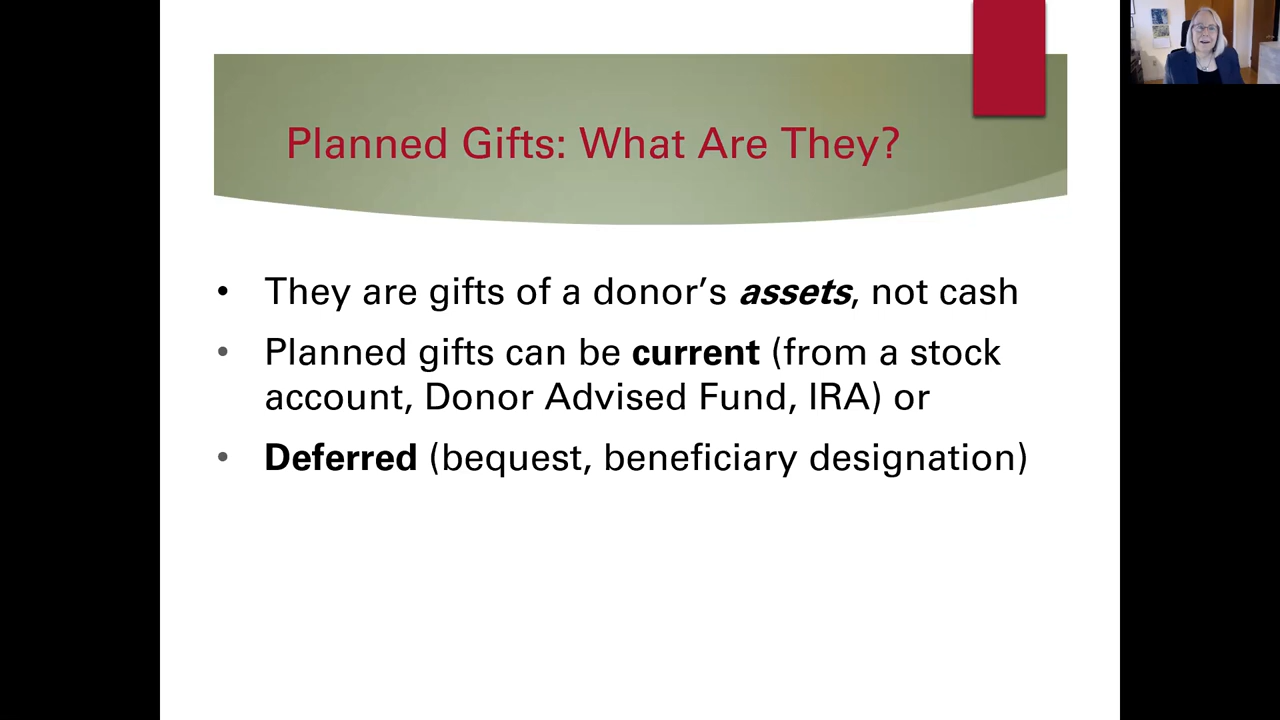 Planned Gifts: What Are They?
• They are gifts of a donor’s assets, not cash
• Planned gifts can be current (from a stock
account, Donor Advised Fund, IRA) or
• Deferred (bequest, beneficiary designation)